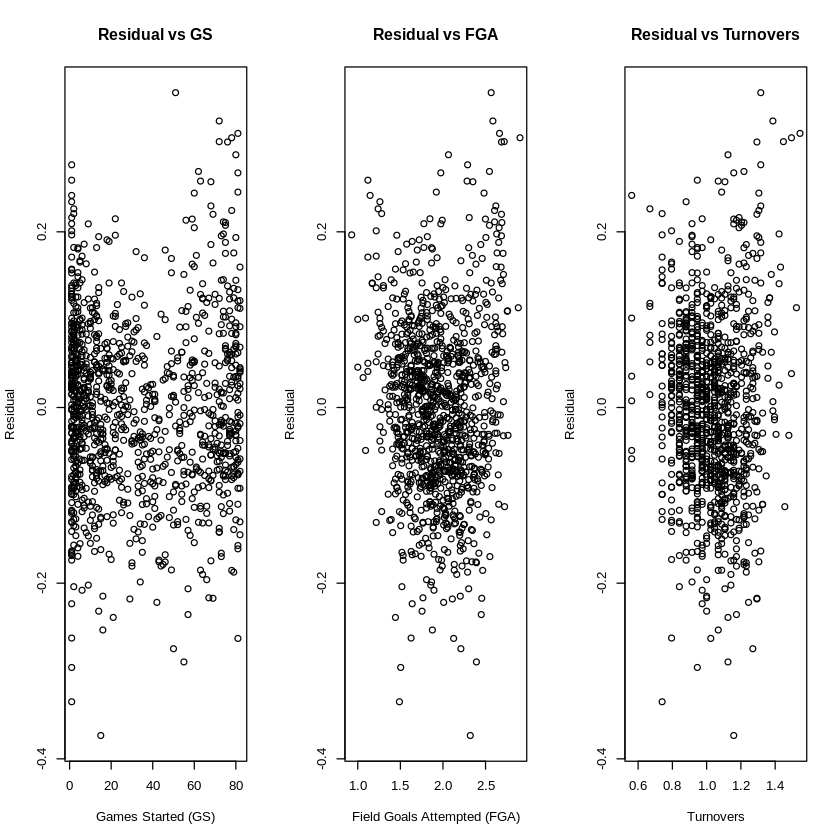 Residual vs GS
Residual vs FGA
Residual vs Turnovers
Residual
0.2
0.0
-0.2
-0.4
0 20 40 60 80
Games Started (GS)
Residual
0.2
0.0
-0.2
-0.4
1.0 1.5 2.0 2.5
Field Goals Attempted (FGA)
Residual
0.2
0.0
-0.2
-0.4
0.6 0.8 1.0 1.2 1.4
Turnovers